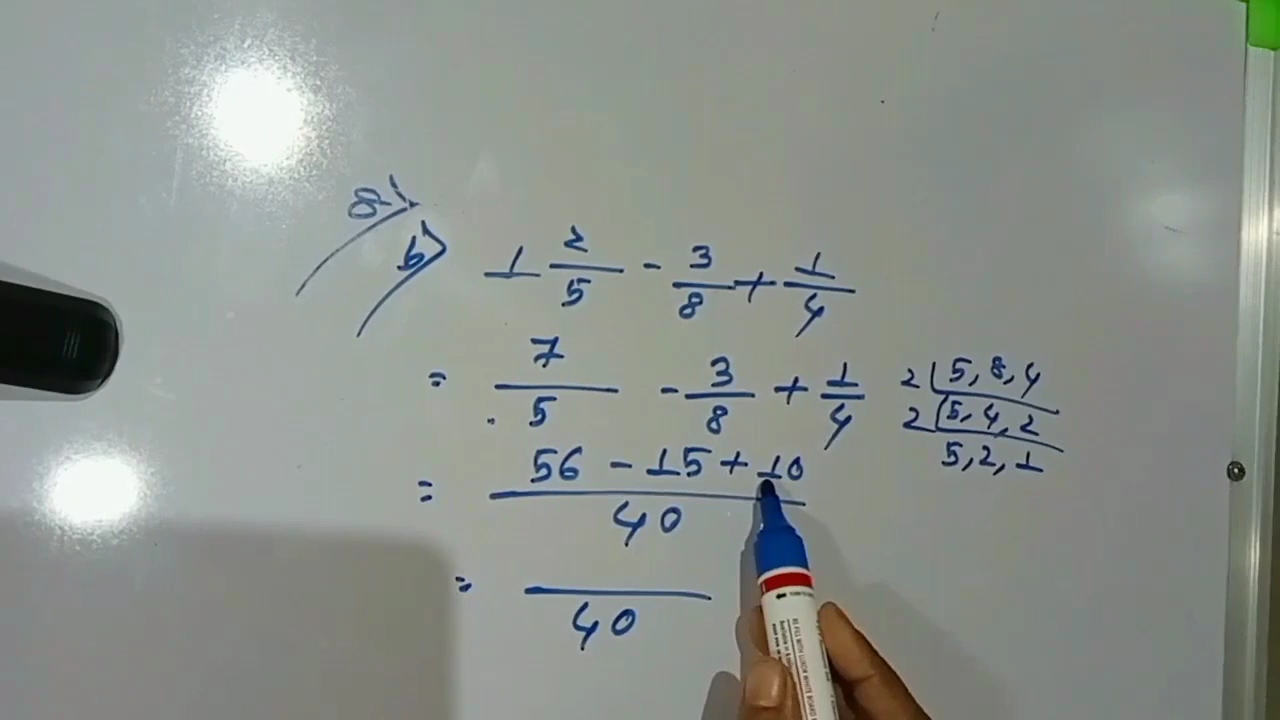 8)
b) 1 2/5 - 3/8 + 1/4
= 7/5 - 3/8 + 1/4
2 | 5, 8, 4
2 | 5, 4, 2
5, 2, 1
= 56 - 15 + 10 / 40
= / 40